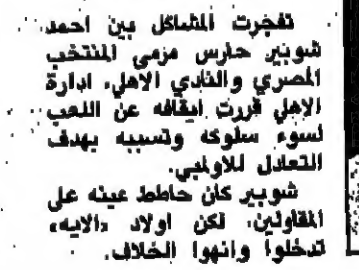 تفجرت المشاكل بين احمد
شوبير حارس مرمى المنتخب
المصري والنادي الاهلي. ادارة
الاهلي قررت ايقافه عن اللعب
لسوء سلوكه وتسببه بهدف
التعادل للاولمبي.
شوبير كان حاطط عينه على
المقاولين. لكن اولاد «الايه»
تدخلوا وانهوا الخلاف.